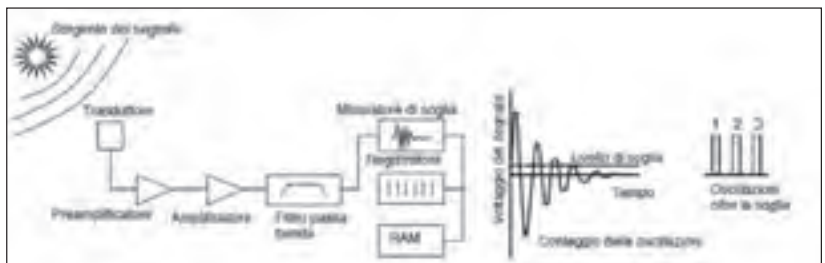 Sorgente del segnale
Trasduttore
Preamplificatore
Amplificatore
Filtro passa
banda
Misuratore di soglia
Registratore
RAM
Voltaggio del Segnale
Livello di soglia
Tempo
Conteggio delle oscillazioni
1 2 3
Oscillazioni
oltre la soglia